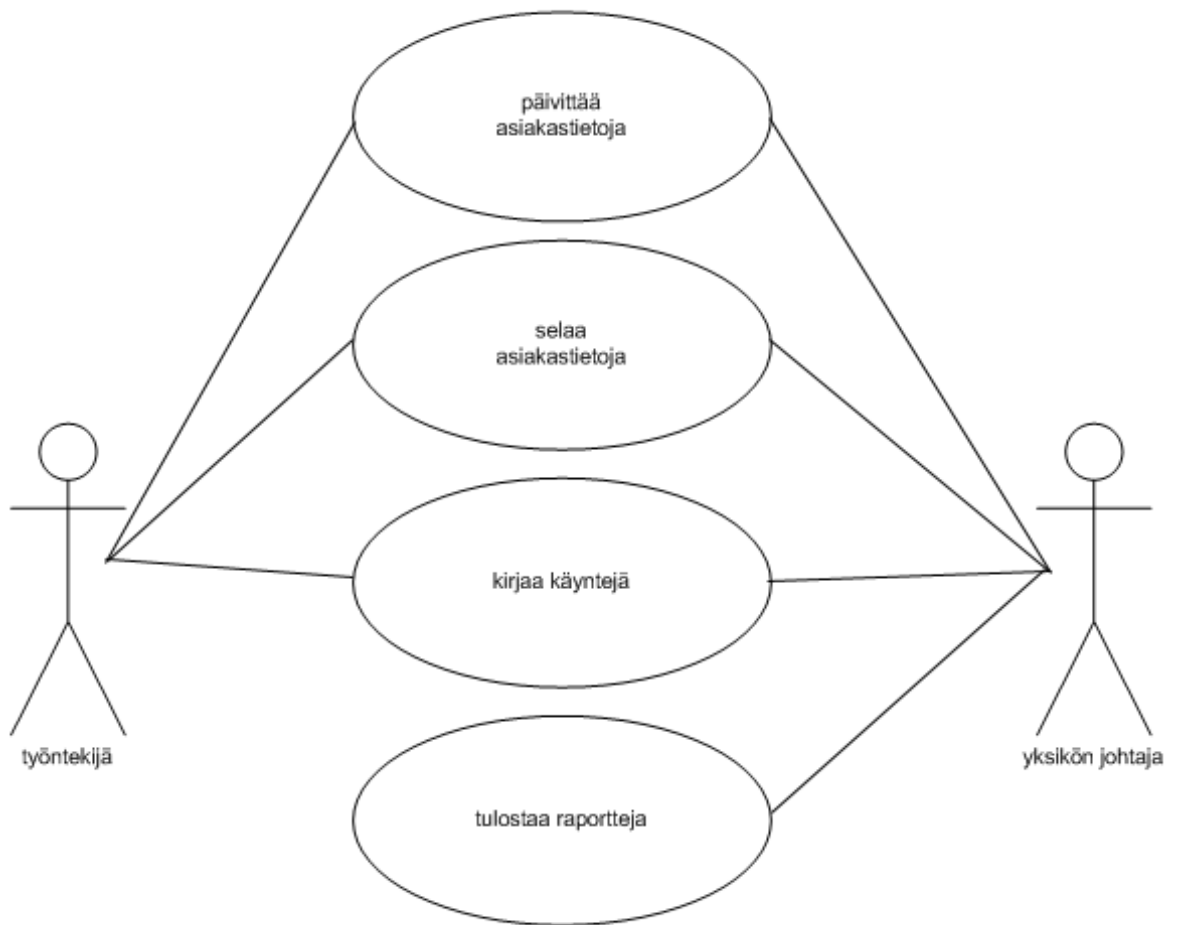 päivittää
asiakastietoja
selaa
asiakastietoja
kirjaa käyntejä
työntekijä
yksikön johtaja
tulostaa raportteja